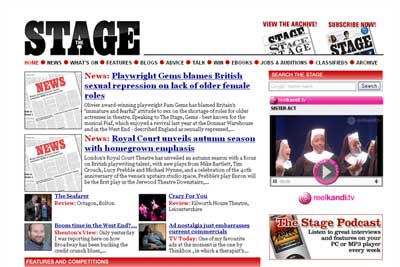 THE STAGE
VIEW THE ARCHIVE!
SUBSCRIBE NOW!
HOME • NEWS • WHAT'S ON • FEATURES • BLOGS • ADVICE • TALK • WIN • EBOOKS • JOBS & AUDITIONS • CLASSIFIEDS • ARCHIVE
NEWS
News: Playwright Gems blames British
sexual repression on lack of older female
roles
Olivier award-winning playwright Pam Gems has blamed Britain's
"immature and fearful" attitude to sex on the shortage of roles for older
actresses in theatre. Speaking to The Stage, Gems - best known for the
musical Piaf, which enjoyed a revival last year at the Donmar Warehouse
and in the West End - described England as sexually repressed,...
NEWS
News: Royal Court unveils autumn season
with homegrown emphasis
London's Royal Court Theatre has unveiled an autumn season with a focus
on British playwriting talent, with new plays from Mike Bartlett, Tim
Crouch, Lucy Prebble and Michael Wynne, and a celebration of the 40th
anniversary of the venue's upstairs studio space. Prebble's play Enron will
be the first play in the Jerwood Theatre Downstairs,...
The Seafarer
Review: Octagon, Bolton
Crazy For You
Review: Kilworth House Theatre,
Leicestershire
Boom time in the West End?....
Shenton's View: Only yesterday
I was reporting here on how
Broadway has been bucking the
credit crunch blues,...
Ad nostalgia just embarrasses
current commercials
TV Today: One of my favourite
ads at the moment is the one by
Thinkbox, in which a therapist's...
FEATURES AND COMPETITIONS
SEARCH THE STAGE
Google
Search
reelkandi.tv
SISTER ACT
reelkandi.tv
The Stage Podcast
Listen to great interviews
and features on your
PC or MP3 player
every week